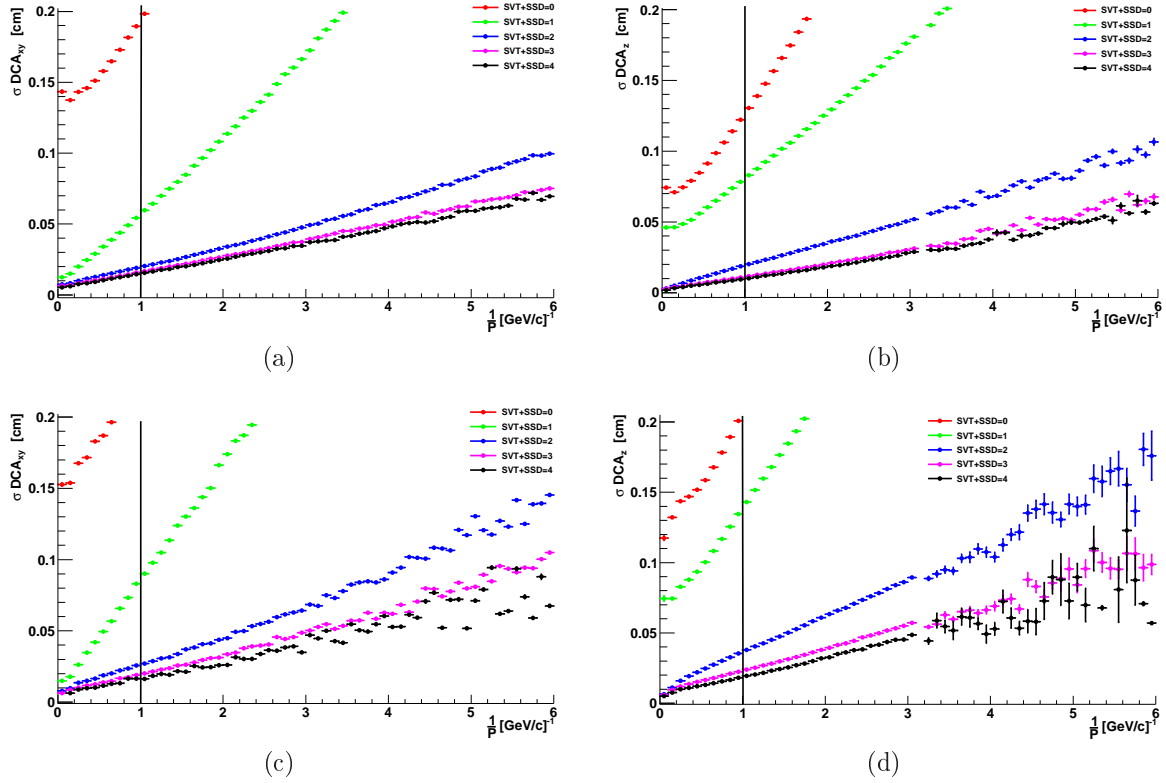 σ DCAxy [cm]
0.2
0.15
0.1
0.05
0
SVT+SSD=0
SVT+SSD=1
SVT+SSD=2
SVT+SSD=3
SVT+SSD=4
0 1 2 3 4 5 6
1/P [GeV/c]-1
(a)
σ DCAz [cm]
0.2
0.15
0.1
0.05
0
SVT+SSD=0
SVT+SSD=1
SVT+SSD=2
SVT+SSD=3
SVT+SSD=4
0 1 2 3 4 5 6
1/P [GeV/c]-1
(b)
σ DCAxy [cm]
0.2
0.15
0.1
0.05
0
SVT+SSD=0
SVT+SSD=1
SVT+SSD=2
SVT+SSD=3
SVT+SSD=4
0 1 2 3 4 5 6
1/P [GeV/c]-1
(c)
σ DCAz [cm]
0.2
0.15
0.1
0.05
0
SVT+SSD=0
SVT+SSD=1
SVT+SSD=2
SVT+SSD=3
SVT+SSD=4
0 1 2 3 4 5 6
1/P [GeV/c]-1
(d)